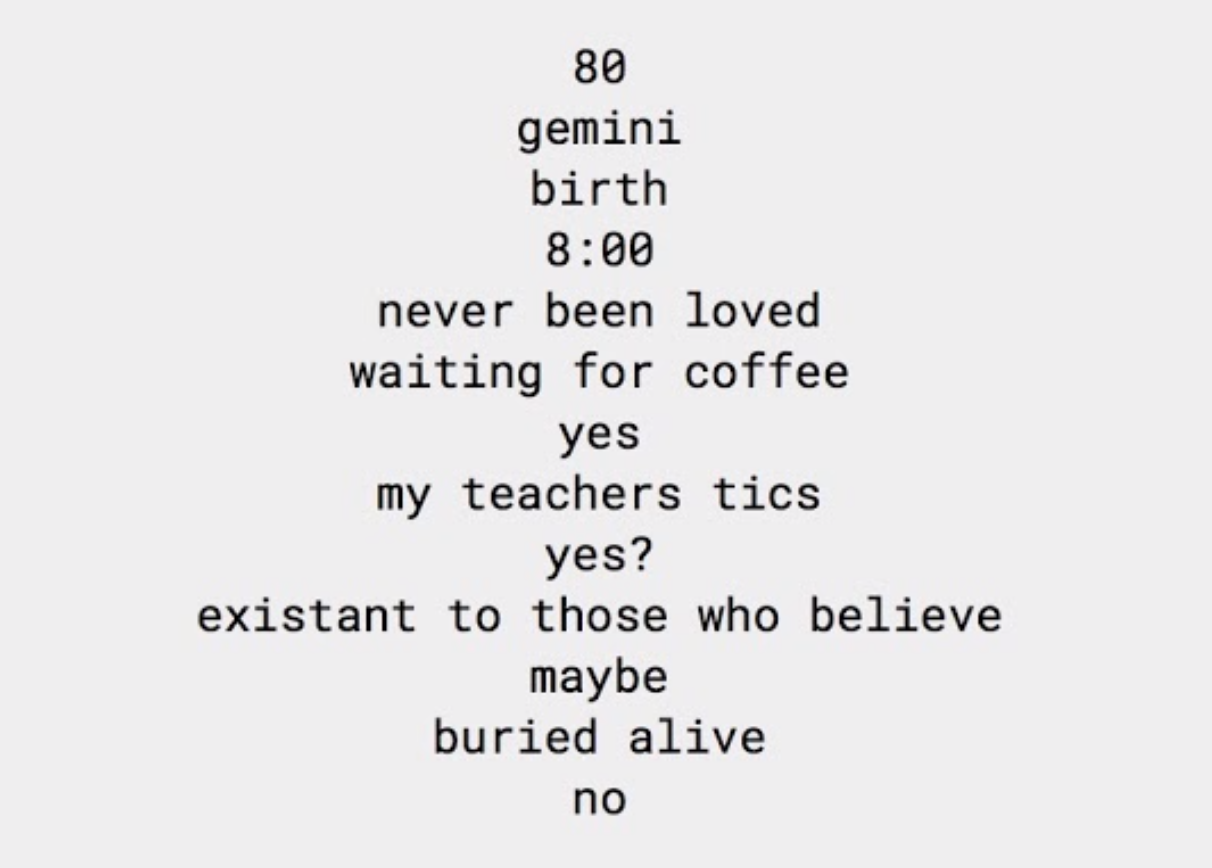 80
gemini
birth
8:00
never been loved
waiting for coffee
yes
my teachers tics
yes?
existant to those who believe
maybe
buried alive
no